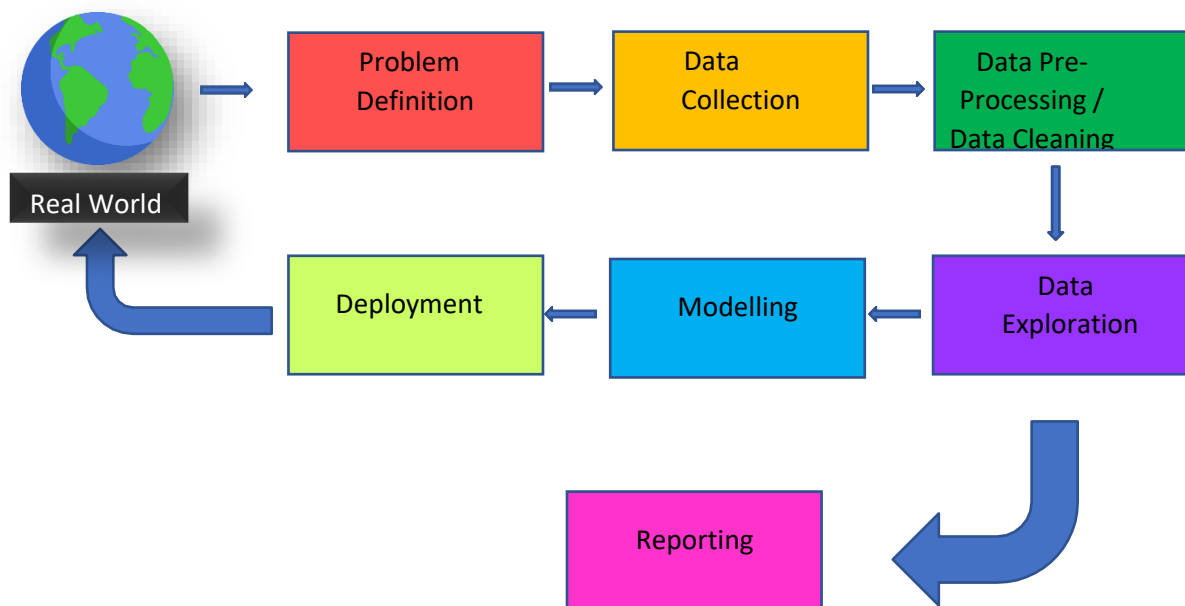 Problem
Definition
Data
Collection
Data Pre-
Processing /
Data Cleaning
Real World
Deployment
Modelling
Data
Exploration
Reporting